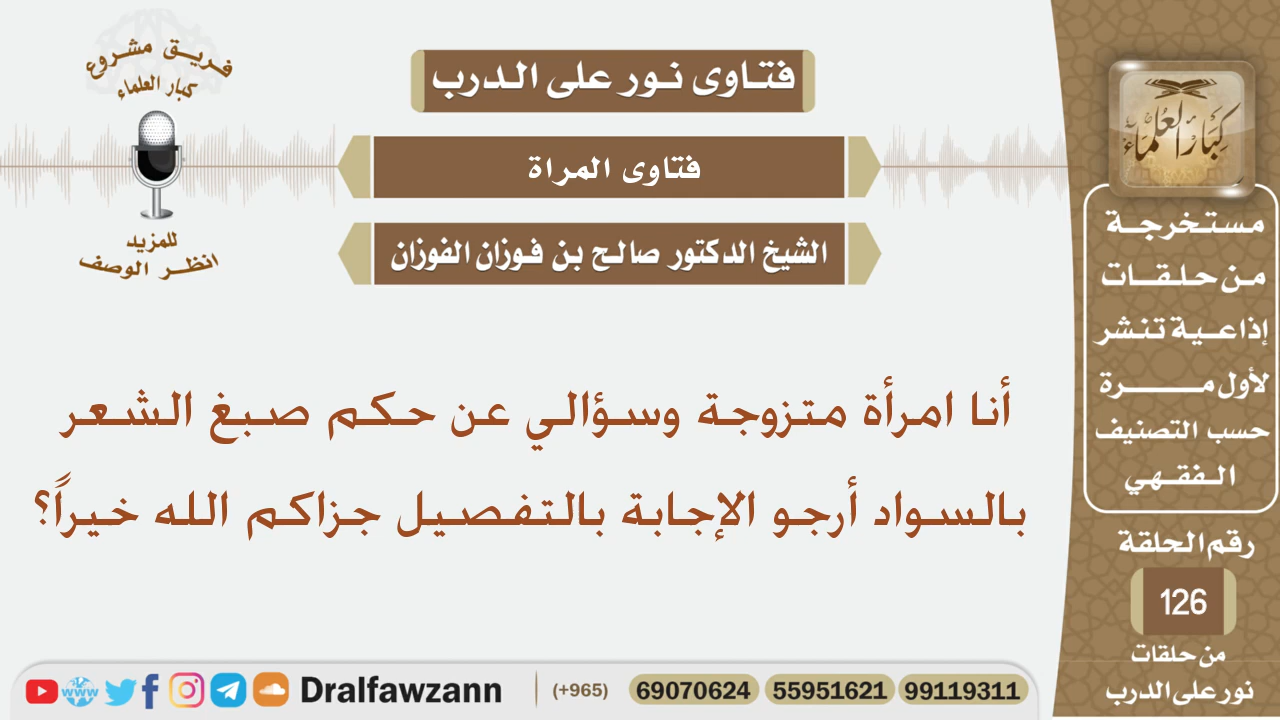 فريق مشروع
كبار العلماء
للمزيد
انظر الوصف
فتاوى نور على الدرب
فتاوى المراة
الشيخ الدكتور صالح بن فوزان الفوزان
أنا امرأة متزوجة وسؤالي عن حكم صبغ الشعر
بالسواد أرجو الإجابة بالتفصيل جزاكم الله خيراً؟
كبار العلماء
مستخرجة
من حلقات
إذاعية تنشر
لأول مرة
حسب التصنيف
الفقهي
رقم الحلقة
126
من حلقات
نور على الدرب
www
Dralfawzann
(+965) 69070624 55951621 99119311